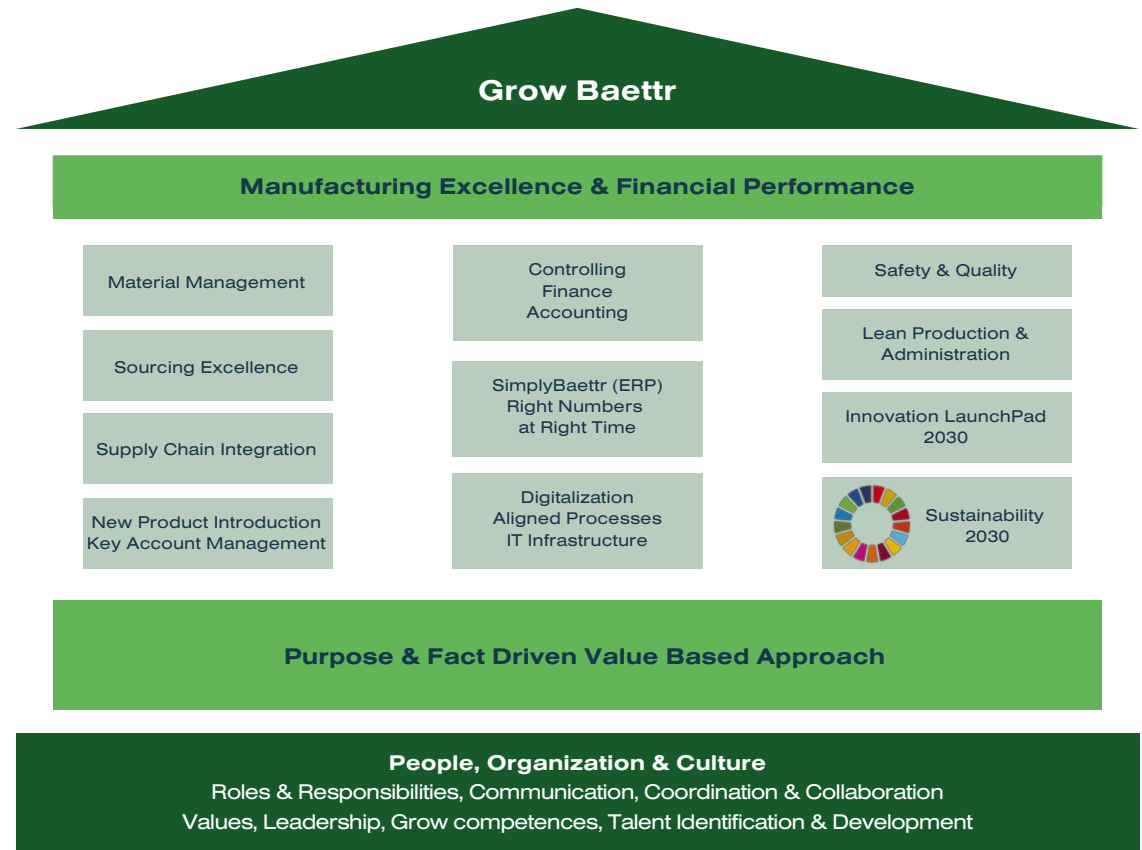 Grow Baettr
Manufacturing Excellence & Financial Performance
Material Management
Sourcing Excellence
Supply Chain Integration
New Product Introduction
Key Account Management
Controlling
Finance
Accounting
SimplyBaettr (ERP)
Right Numbers
at Right Time
Digitalization
Aligned Processes
IT Infrastructure
Safety & Quality
Lean Production &
Administration
Innovation LaunchPad
2030
Sustainability
2030
Purpose & Fact Driven Value Based Approach
People, Organization & Culture
Roles & Responsibilities, Communication, Coordination & Collaboration
Values, Leadership, Grow competences, Talent Identification & Development